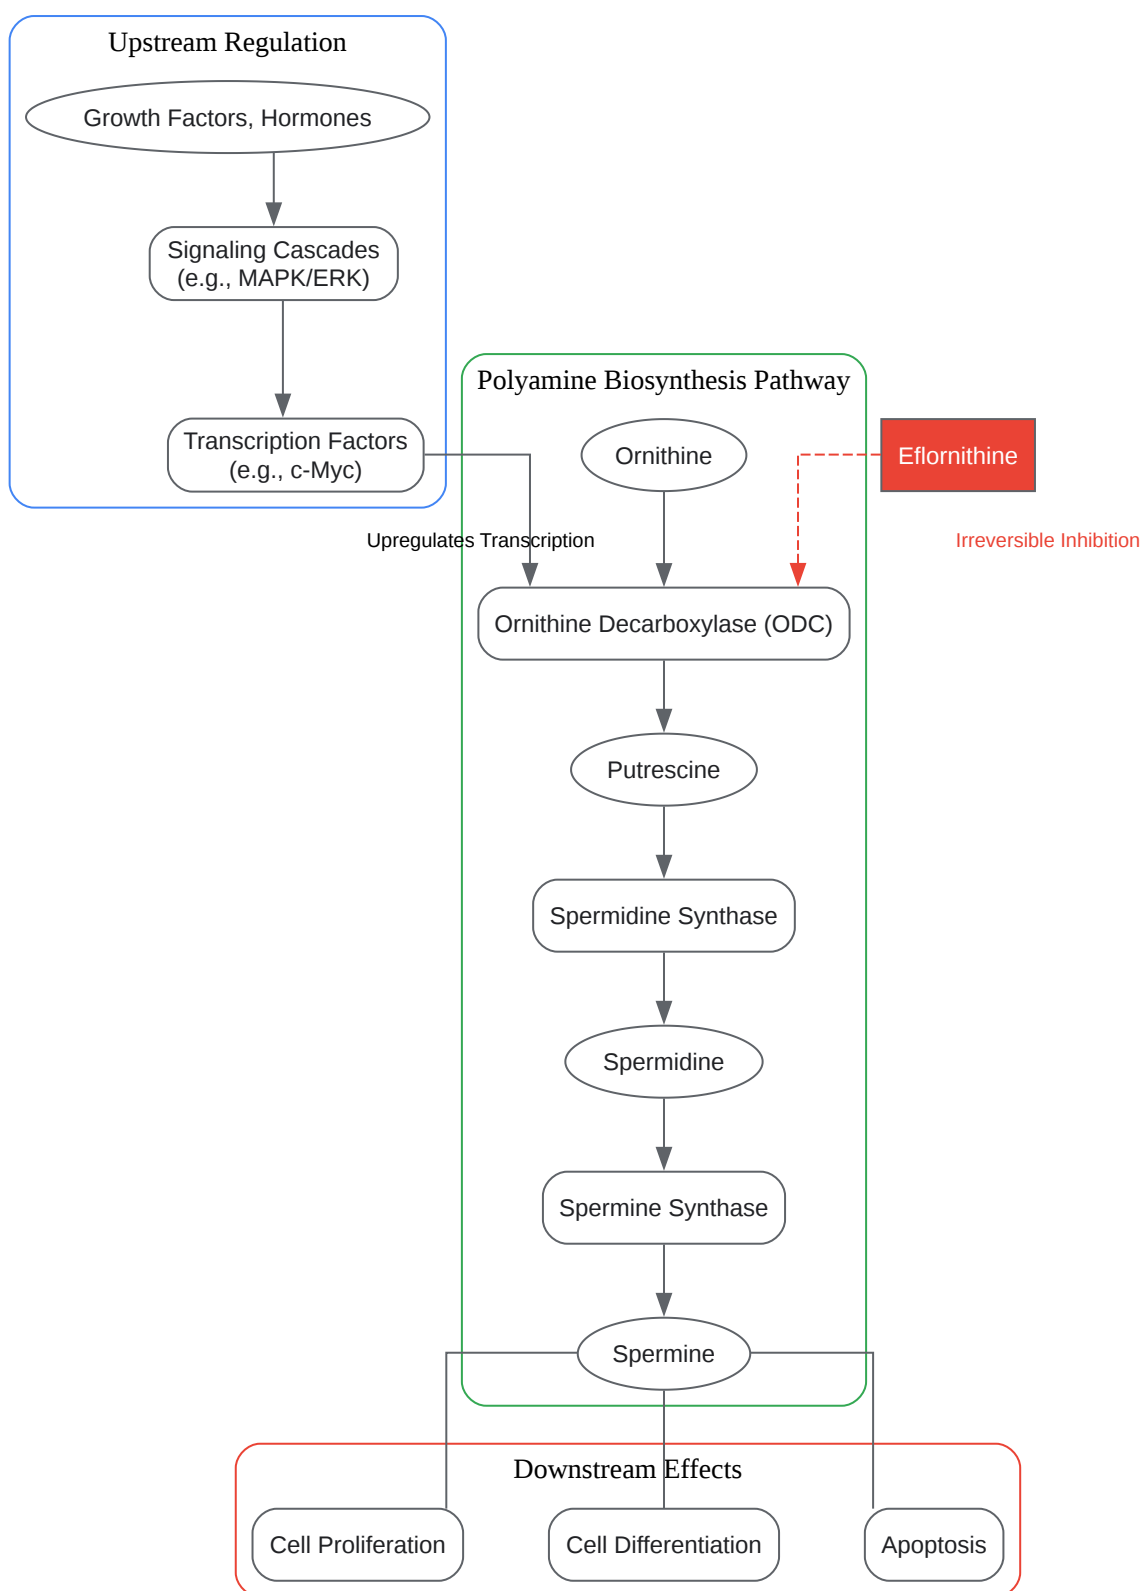 Upstream Regulation
Growth Factors, Hormones
Signaling Cascades
(e.g., MAPK/ERK)
Transcription Factors
(e.g., c-Myc)
Polyamine Biosynthesis Pathway
Ornithine
Eflornithine
Upregulates Transcription
Irreversible Inhibition
Ornithine Decarboxylase (ODC)
Putrescine
Spermidine Synthase
Spermidine
Spermine Synthase
Spermine
Downstream Effects
Cell Proliferation
Cell Differentiation
Apoptosis